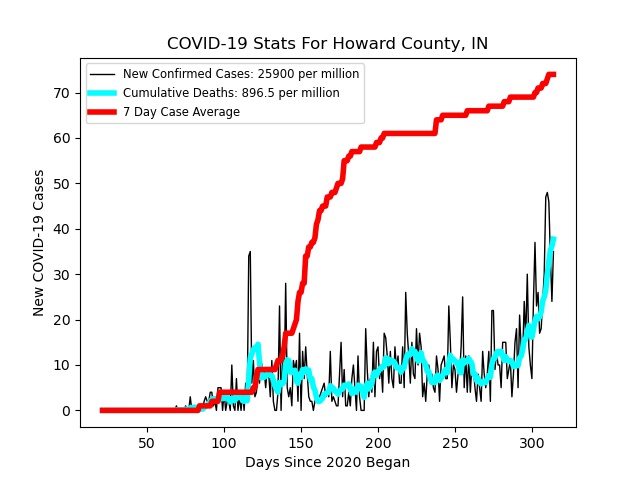 COVID-19 Stats For Howard County, IN
New Confirmed Cases: 25900 per million
Cumulative Deaths: 896.5 per million
7 Day Case Average
70
60
50
40
30
20
10
0
New COVID-19 Cases
50 100 150 200 250 300
Days Since 2020 Began